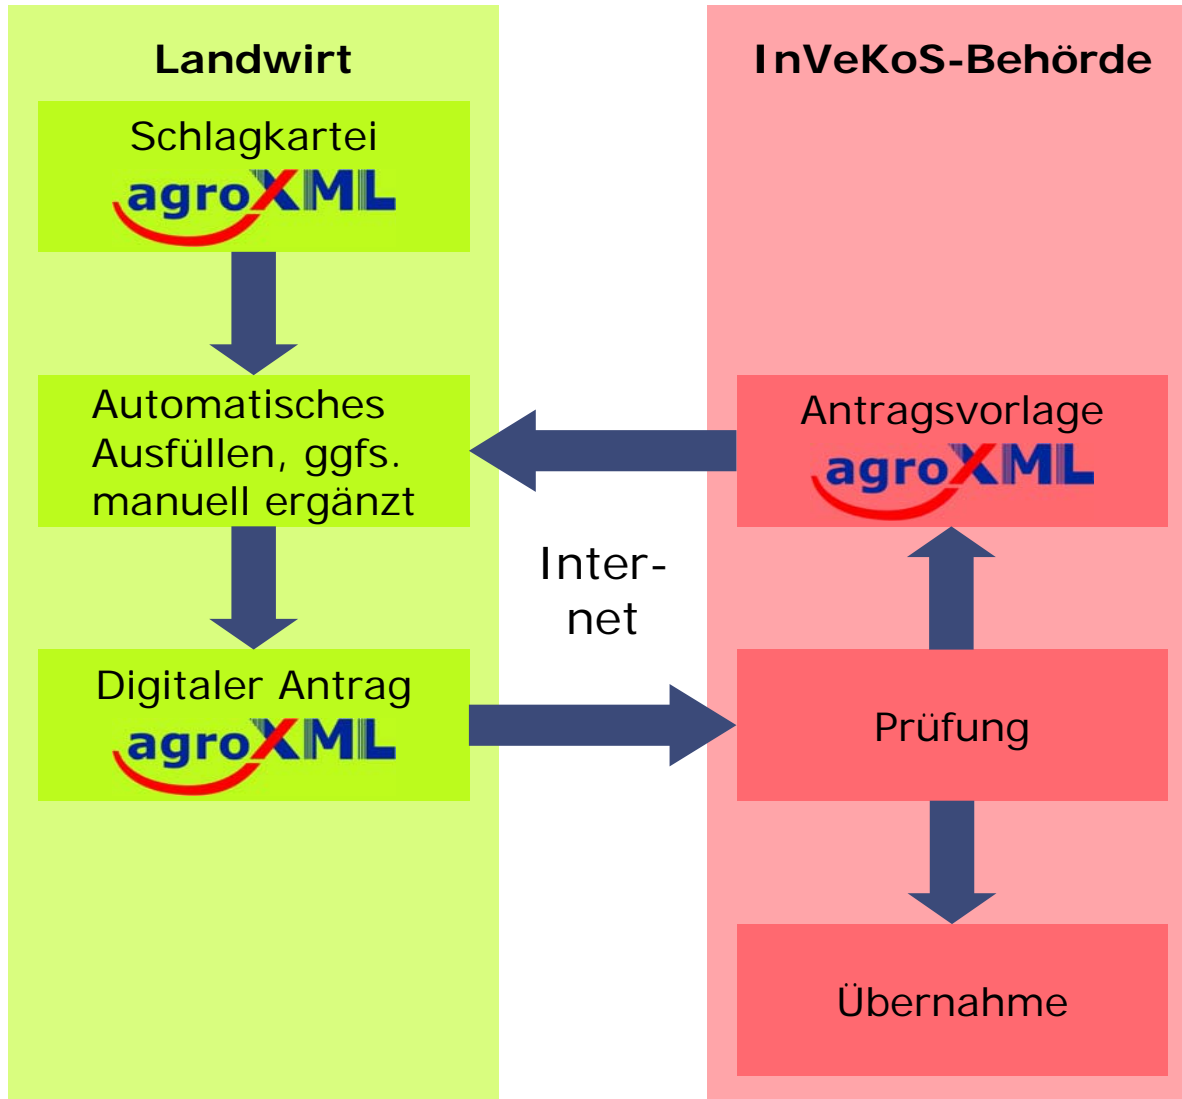 Landwirt
Schlagkartei
agroXML
Automatisches
Ausfüllen, ggfs.
manuell ergänzt
Digitaler Antrag
agroXML
Inter-
net
InVeKoS-Behörde
Antragsvorlage
agroXML
Prüfung
Übernahme